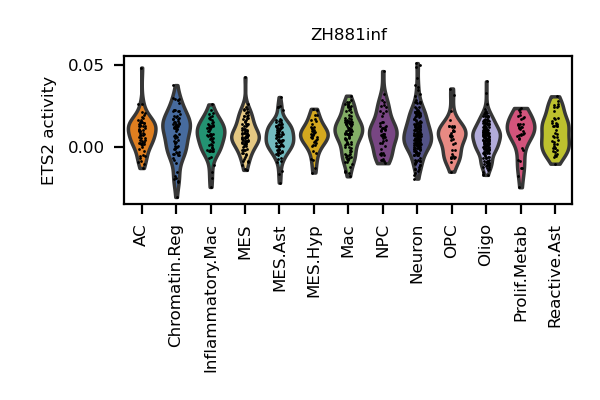 ZH881inf
ETS2 activity
0.05
0.00
AC
Chromatin.Reg
Inflammatory.Mac
MES
MES.Ast
MES.Hyp
Mac
NPC
Neuron
OPC
Oligo
Prolif.Metab
Reactive.Ast